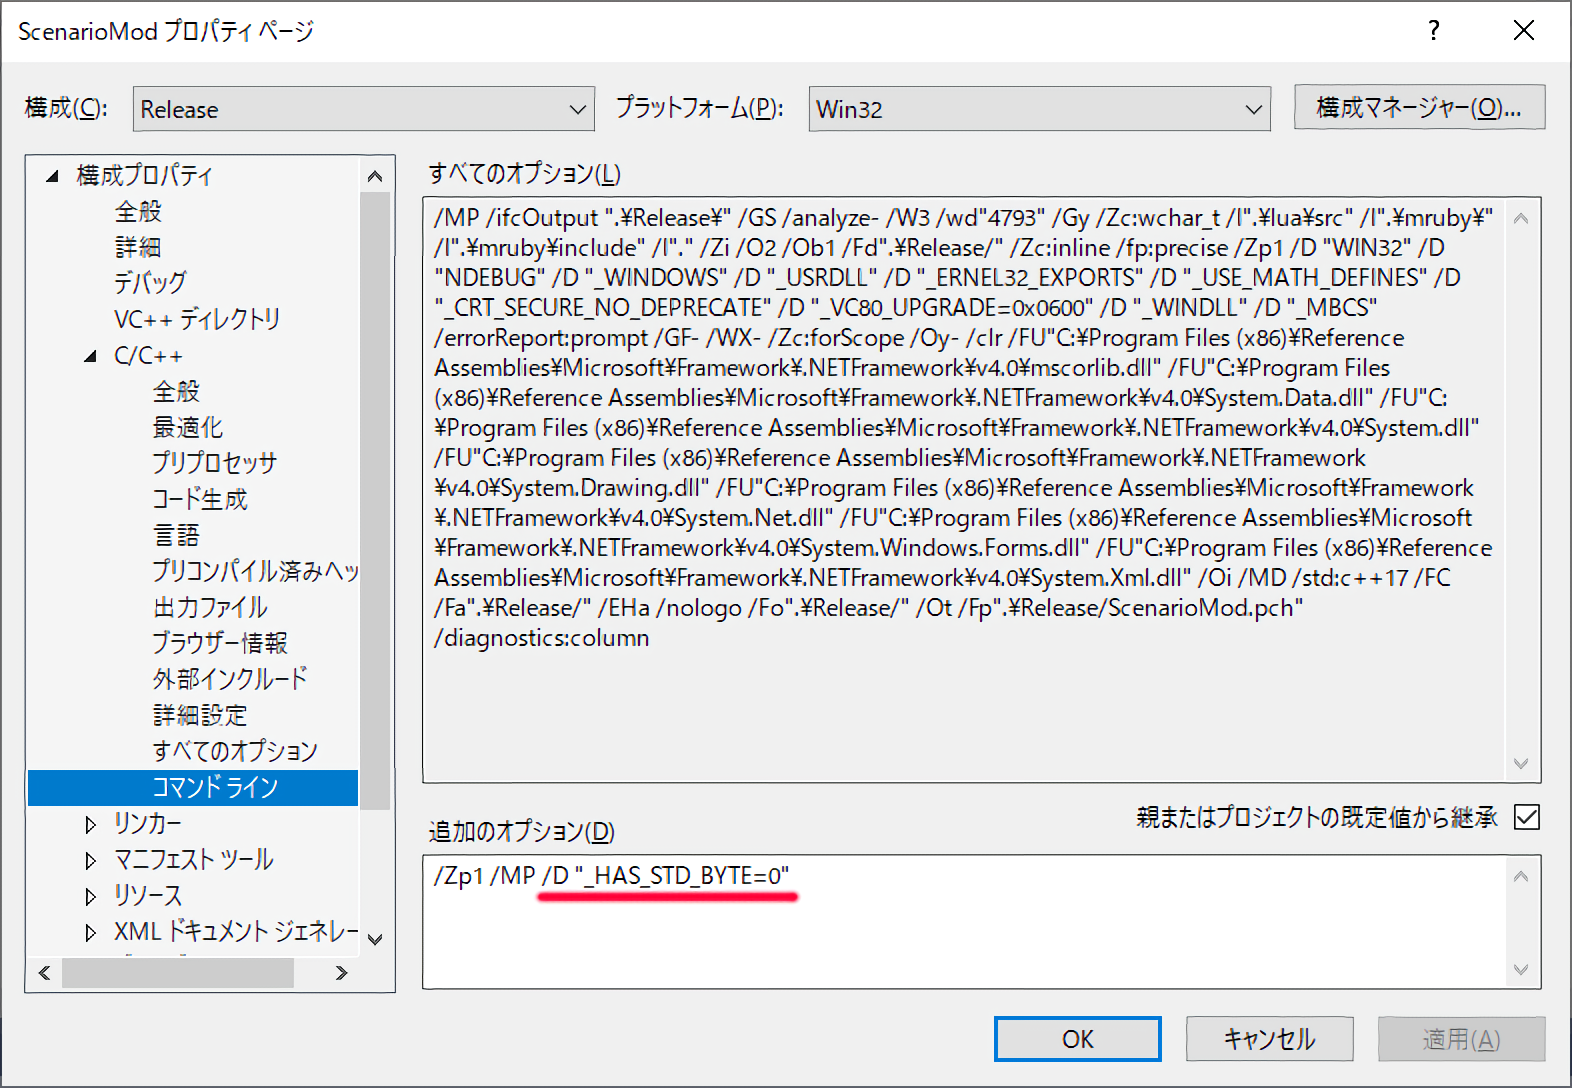 ScenarioMod プロパティ ページ
?
構成(C):
Release
プラットフォーム(P):
Win32
構成マネージャー(O)...
構成プロパティ
全般
詳細
デバッグ
VC++ ディレクトリ
C/C++
全般
最適化
プリプロセッサ
コード生成
言語
プリコンパイル済みヘッ
出力ファイル
ブラウザー情報
外部インクルード
詳細設定
すべてのオプション
コマンド ライン
リンカー
マニフェスト ツール
リソース
XML ドキュメント ジェネレー
すべてのオプション(L)
/MP /ifcOutput ".¥Release¥" /GS /analyze- /W3 /wd"4793" /Gy /Zc:wchar_t /I".¥lua¥src" /I".¥mruby¥"
/I".¥mruby¥include" /I"." /Zi /O2 /Ob1 /Fd".¥Release/" /Zc:inline /fp:precise /Zp1 /D "WIN32" /D
"NDEBUG" /D "_WINDOWS" /D "_USRDLL" /D "_ERNEL32_EXPORTS" /D "_USE_MATH_DEFINES" /D
"_CRT_SECURE_NO_DEPRECATE" /D "_VC80_UPGRADE=0x0600" /D "_WINDLL" /D "_MBCS"
/errorReport:prompt /GF- /WX- /Zc:forScope /Oy- /clr /FU"C:¥Program Files (x86)¥Reference
Assemblies¥Microsoft¥Framework¥.NETFramework¥v4.0¥mscorlib.dll" /FU"C:¥Program Files
(x86)¥Reference Assemblies¥Microsoft¥Framework¥.NETFramework¥v4.0¥System.Data.dll" /FU"C:
¥Program Files (x86)¥Reference Assemblies¥Microsoft¥Framework¥.NETFramework¥v4.0¥System.dll"
/FU"C:¥Program Files (x86)¥Reference Assemblies¥Microsoft¥Framework¥.NETFramework
¥v4.0¥System.Drawing.dll" /FU"C:¥Program Files (x86)¥Reference Assemblies¥Microsoft¥Framework
¥.NETFramework¥v4.0¥System.Net.dll" /FU"C:¥Program Files (x86)¥Reference Assemblies¥Microsoft
¥Framework¥.NETFramework¥v4.0¥System.Windows.Forms.dll" /FU"C:¥Program Files (x86)¥Reference
Assemblies¥Microsoft¥Framework¥.NETFramework¥v4.0¥System.Xml.dll" /Oi /MD /std:c++17 /FC
/Fa".¥Release/" /EHa /nologo /Fo".¥Release/" /Ot /Fp".¥Release/ScenarioMod.pch"
/diagnostics:column
親またはプロジェクトの既定値から継承
追加のオプション(D)
/Zp1 /MP /D "_HAS_STD_BYTE=0"
OK
キャンセル
適用(A)